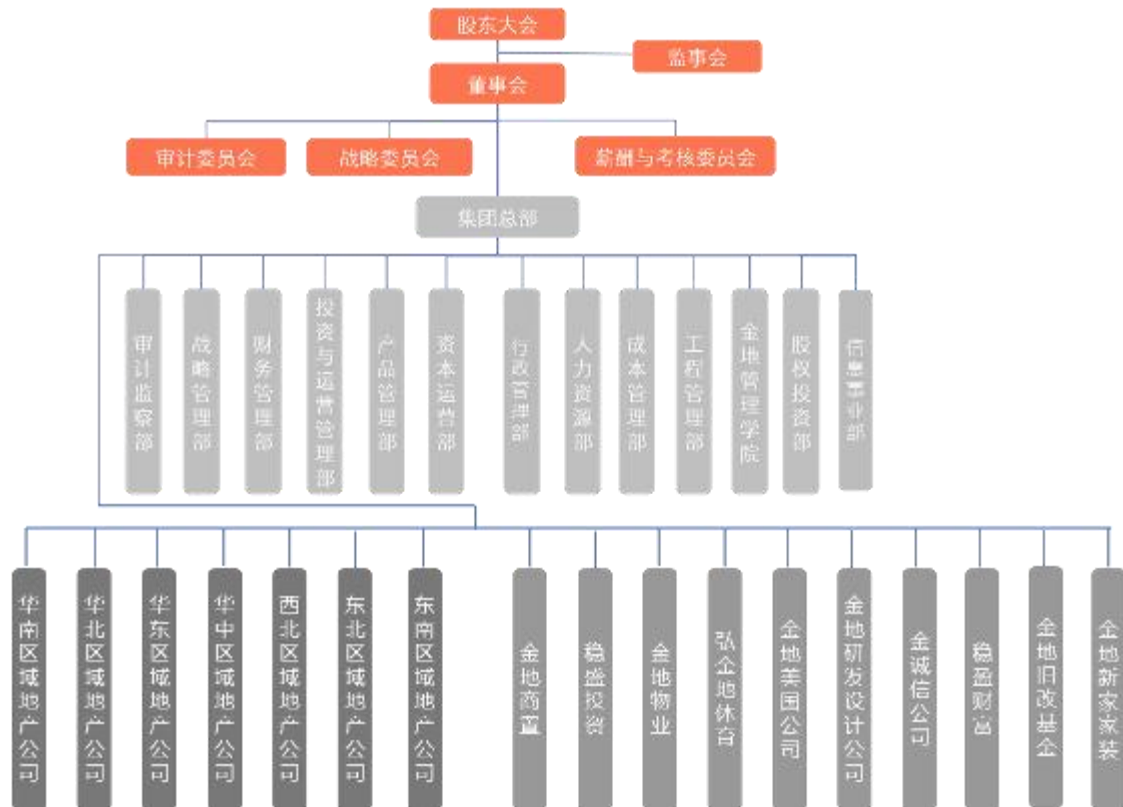 股东大会
监事会
董事会
审计委员会
战略委员会
薪酬与考核委员会
集团总部
审计监察部
战略管理部
财务管理部
投资与运营管理部
产品管理部
资本运营部
行政管理部
人力资源部
成本管理部
工程管理部
金地管理学院
股权投资部
信息事业部
华南区域地产公司
华北区域地产公司
华东区域地产公司
华中区域地产公司
西北区域地产公司
东北区域地产公司
东南区域地产公司
金地商置
稳盛投资
金地物业
弘金地体育
金地美国公司
金地研发设计公司
金诚信公司
稳盈财富
金地旧改基金
金地新家家装